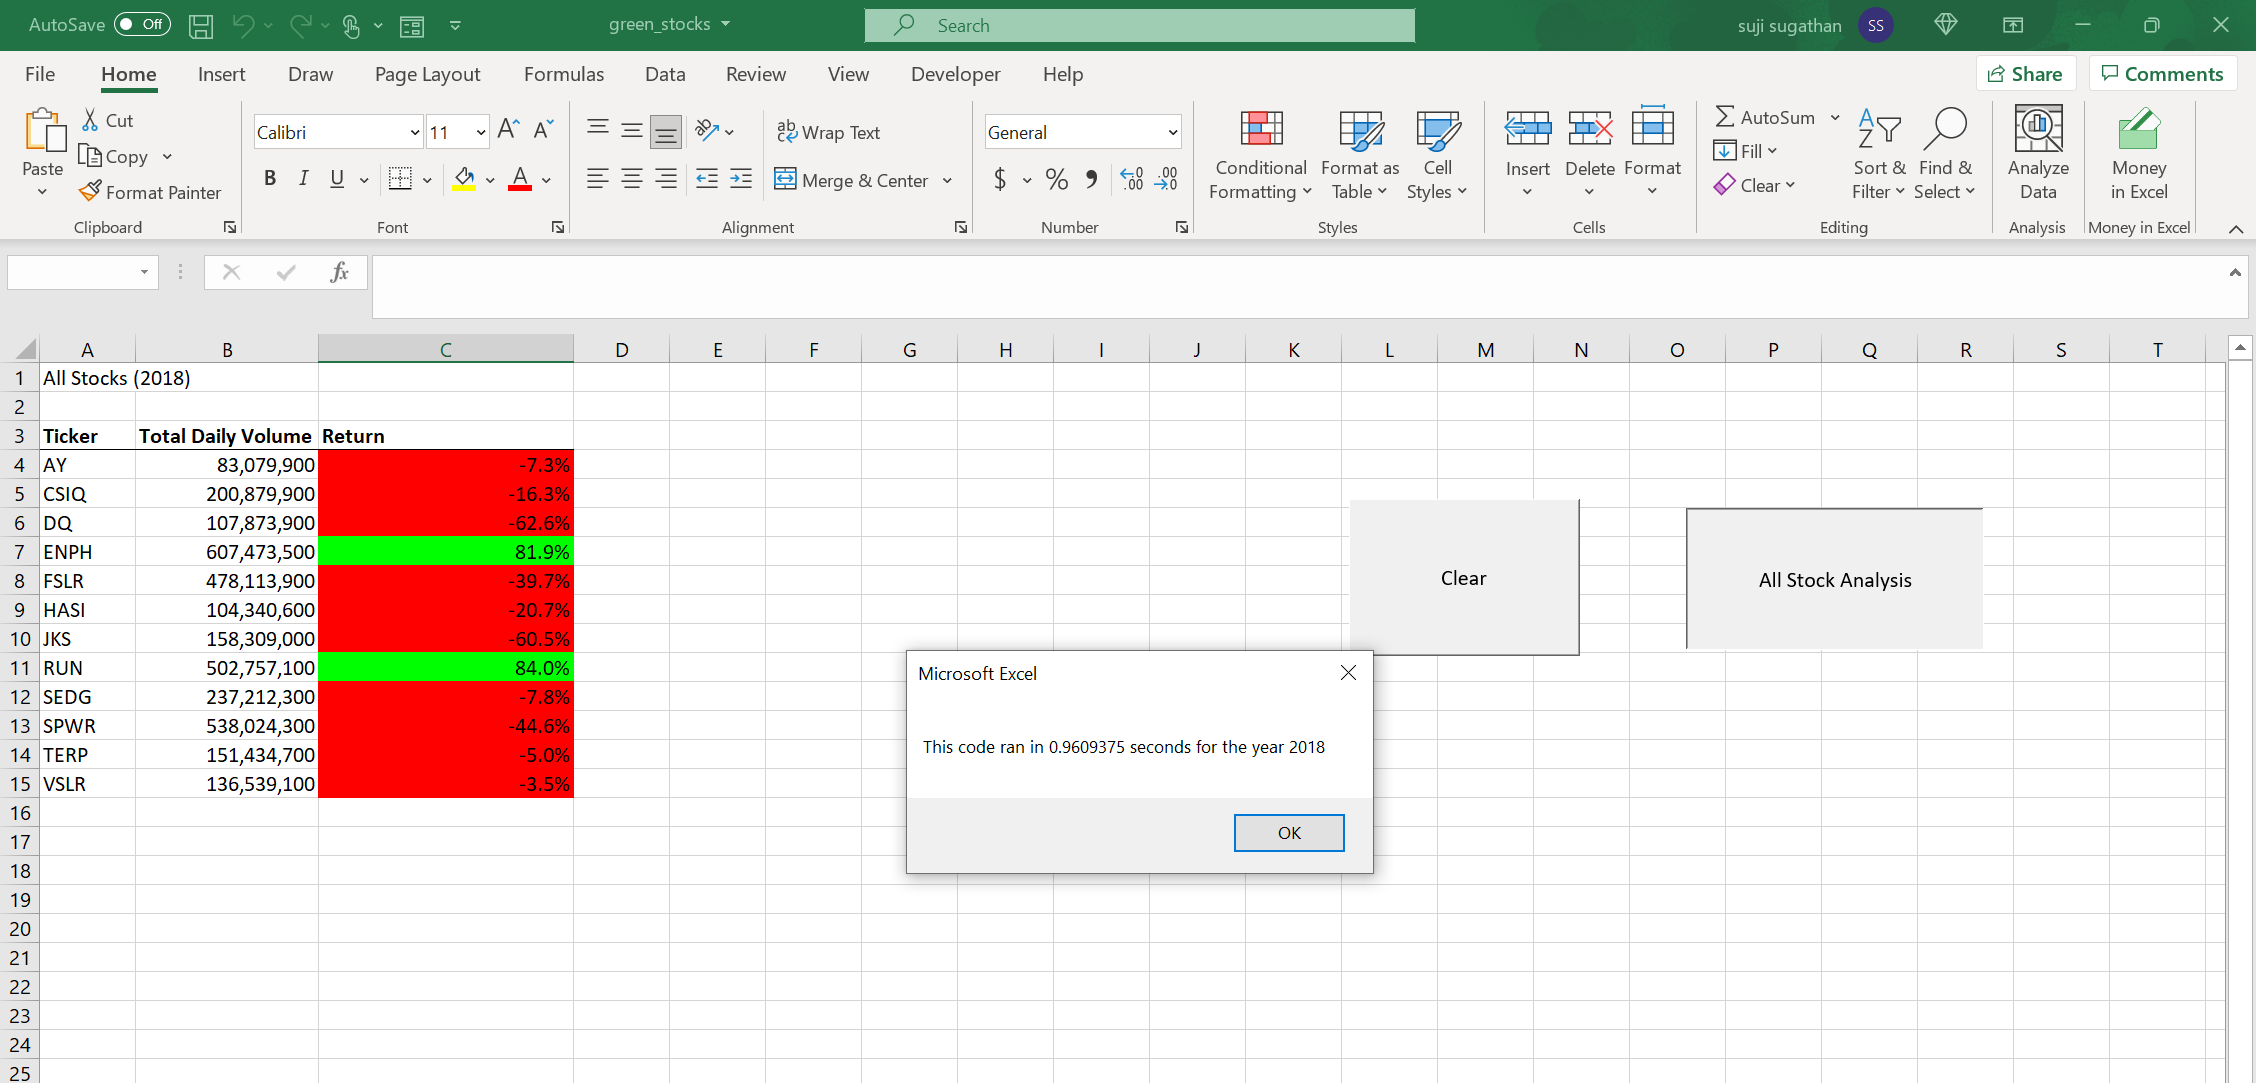 AutoSave Off green_stocks Search suji sugathan SS
File Home Insert Draw Page Layout Formulas Data Review View Developer Help Share Comments
Paste Cut Copy Format Painter
Calibri 11
B I U A
ab Wrap Text
Merge & Center
General
$ % 9 .00
Conditional Formatting Format as Table Cell Styles
Insert Delete Format
AutoSum Fill Clear
Sort & Filter Find & Select
Analyze Data
Money in Excel
Clipboard Font Alignment Number Styles Cells Editing Analysis Money in Excel
fx
A B C D E F G H I J K L M N O P Q R S T
1 All Stocks (2018)
2
3 Ticker Total Daily Volume Return
4 AY 83,079,900 -7.3%
5 CSIQ 200,879,900 -16.3%
6 DQ 107,873,900 -62.6%
7 ENPH 607,473,500 81.9%
8 FSLR 478,113,900 -39.7%
9 HASI 104,340,600 -20.7%
10 JKS 158,309,000 -60.5%
11 RUN 502,757,100 84.0%
12 SEDG 237,212,300 -7.8%
13 SPWR 538,024,300 -44.6%
14 TERP 151,434,700 -5.0%
15 VSLR 136,539,100 -3.5%
16
17
18
19
20
21
22
23
24
25
Clear
All Stock Analysis
Microsoft Excel
This code ran in 0.9609375 seconds for the year 2018
OK